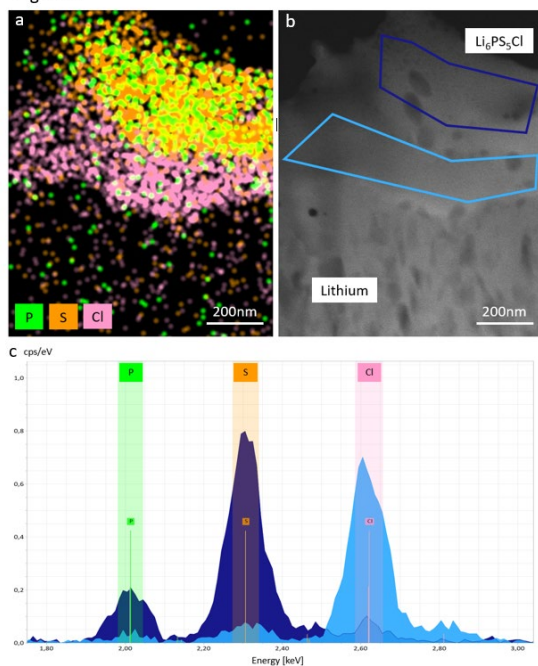 a
b
Li₆PS₅Cl
P S Cl
200nm
Lithium
200nm
c
cps/eV
P S Cl
1,0
0,8
0,6
P S Cl
0,4
0,2
0,0
1,80 2,00 2,20 2,40 2,60 2,80 3,00
Energy [keV]